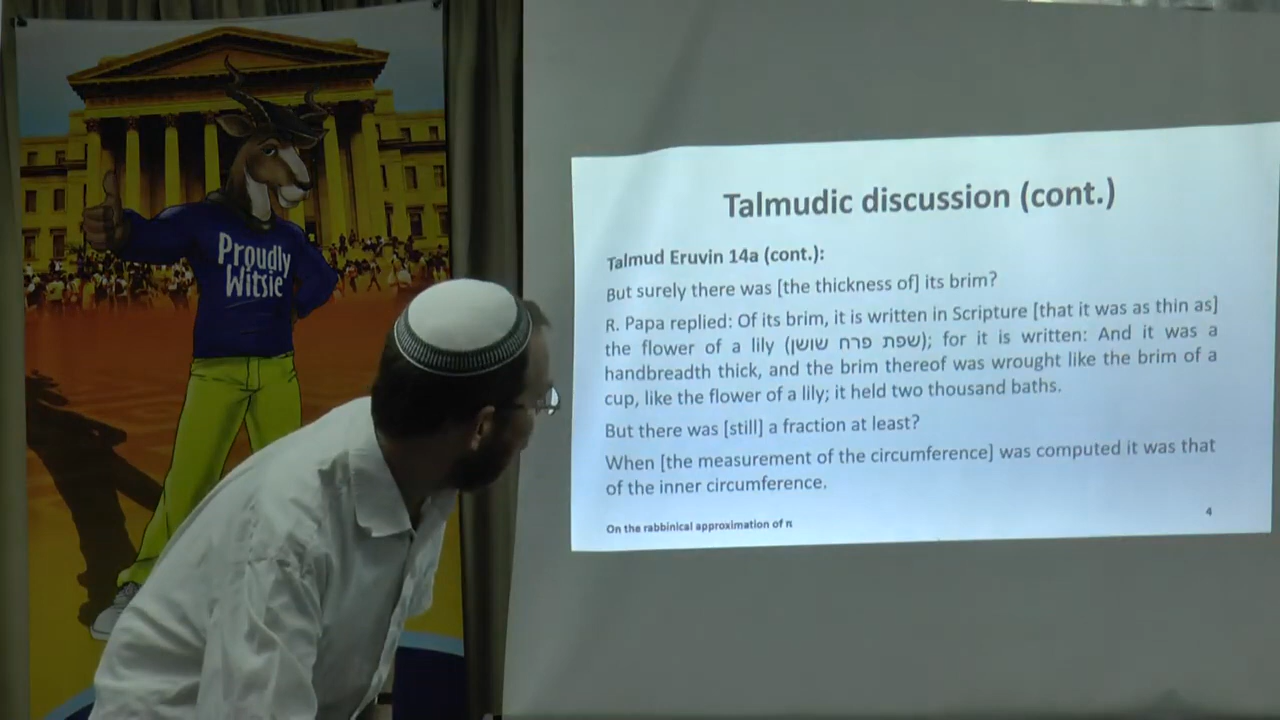 Proudly
Witsie
Talmudic discussion (cont.)
Talmud Eruvin 14a (cont.):
But surely there was [the thickness of] its brim?
R. Papa replied: Of its brim, it is written in Scripture [that it was as thin as]
the flower of a lily (שפת פרח שושן); for it is written: And it was a
handbreadth thick, and the brim thereof was wrought like the brim of a
cup, like the flower of a lily; it held two thousand baths.
But there was [still] a fraction at least?
When [the measurement of the circumference] was computed it was that
of the inner circumference.
On the rabbinical approximation of π
4